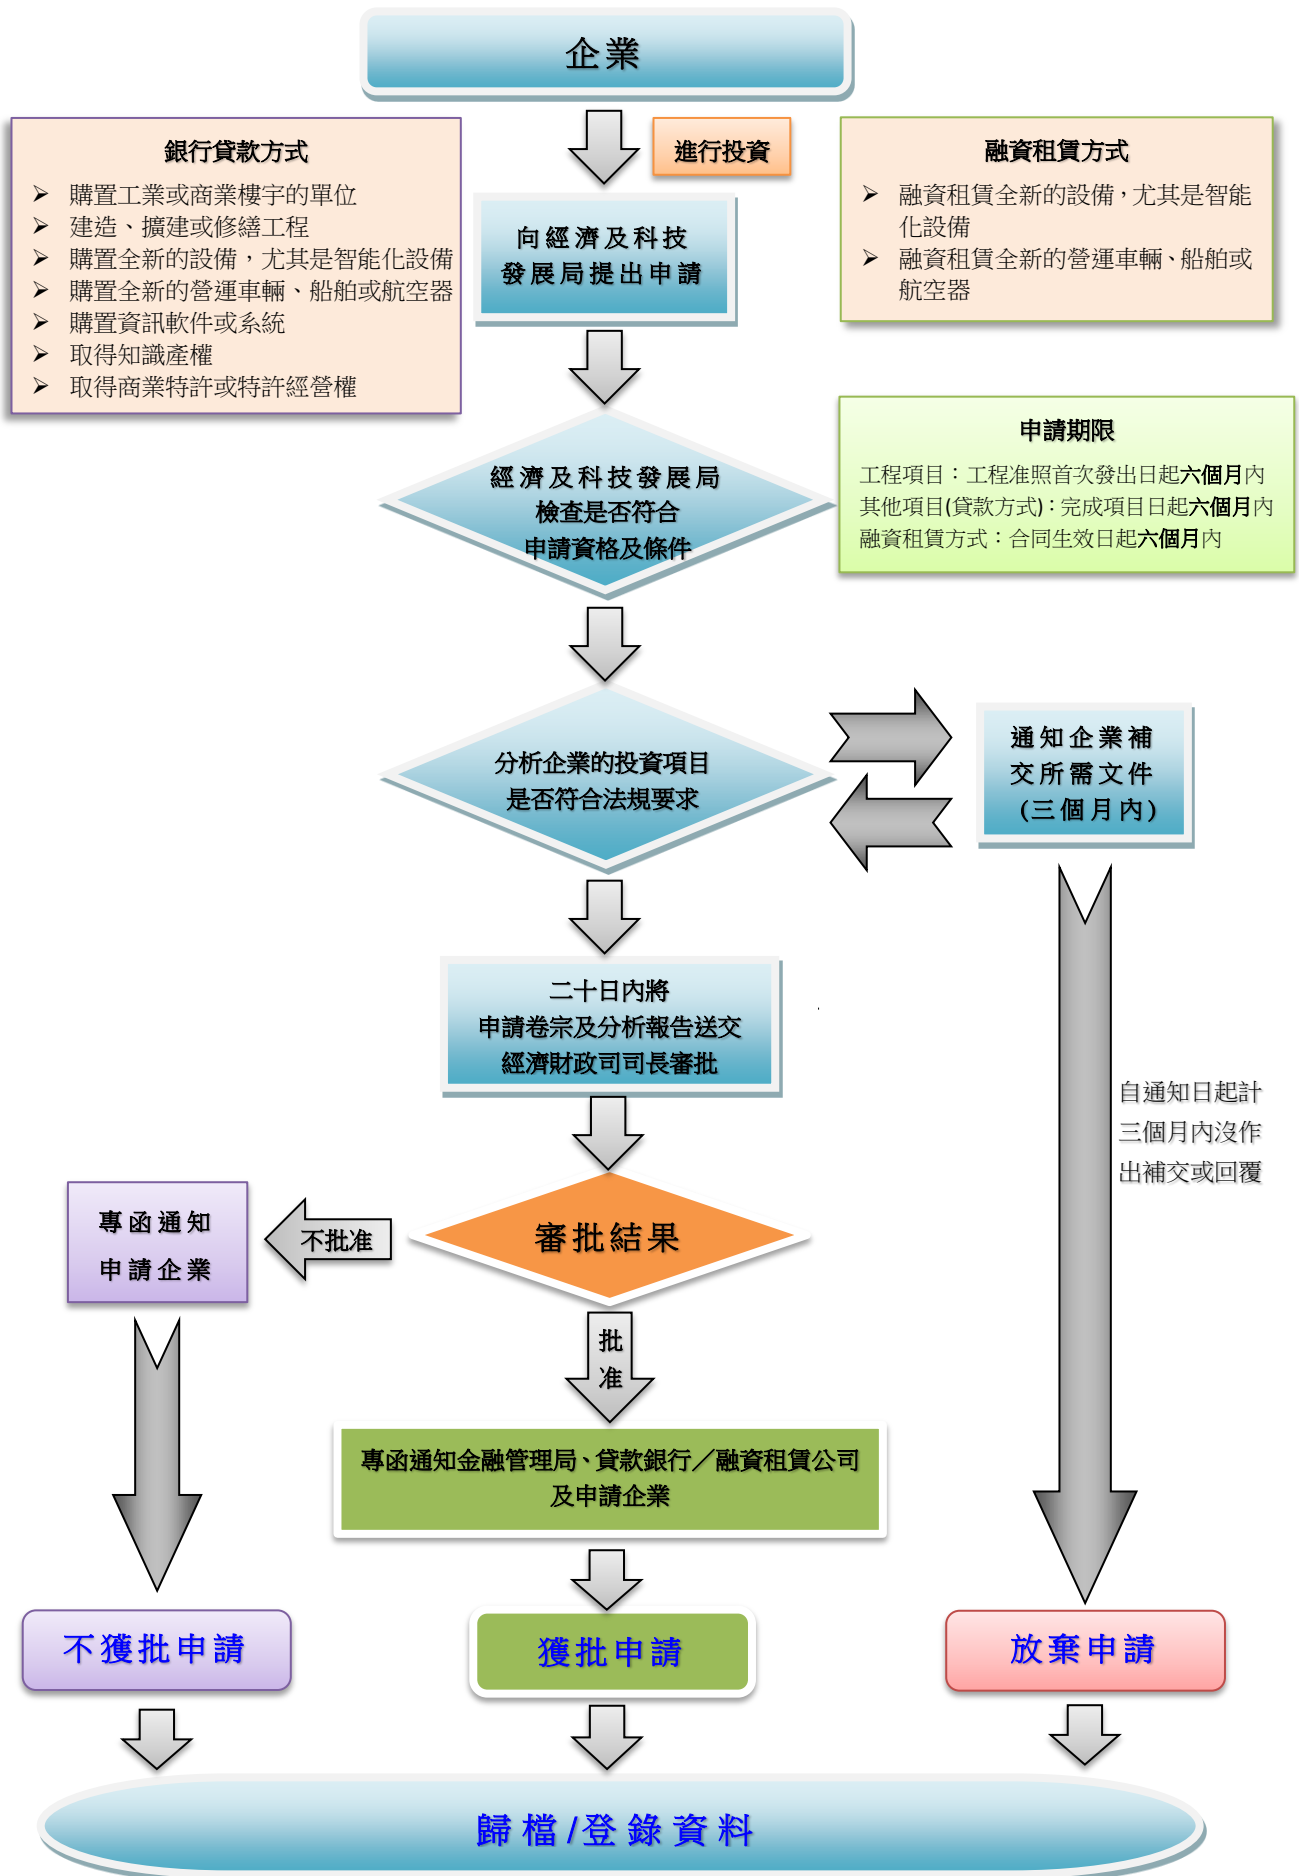 企業
進行投資
銀行貸款方式
➢ 購置工業或商業樓宇的單位
➢ 建造、擴建或修繕工程
➢ 購置全新的設備，尤其是智能化設備
➢ 購置全新的營運車輛、船舶或航空器
➢ 購置資訊軟件或系統
➢ 取得知識產權
➢ 取得商業特許或特許經營權
融資租賃方式
➢ 融資租賃全新的設備，尤其是智能
化設備
➢ 融資租賃全新的營運車輛、船舶或
航空器
向經濟及科技
發展局提出申請
經濟及科技發展局
檢查是否符合
申請資格及條件
申請期限
工程項目：工程准照首次發出日起六個月內
其他項目(貸款方式)：完成項目日起六個月內
融資租賃方式：合同生效日起六個月內
分析企業的投資項目
是否符合法規要求
通知企業補
交所需文件
(三個月內)
二十日內將
申請卷宗及分析報告送交
經濟財政司司長審批
自通知日起計
三個月內沒作
出補交或回覆
審批結果
不批准
專函通知
申請企業
批
准
專函通知金融管理局、貸款銀行／融資租賃公司
及申請企業
不獲批申請
獲批申請
放棄申請
歸檔/登錄資料